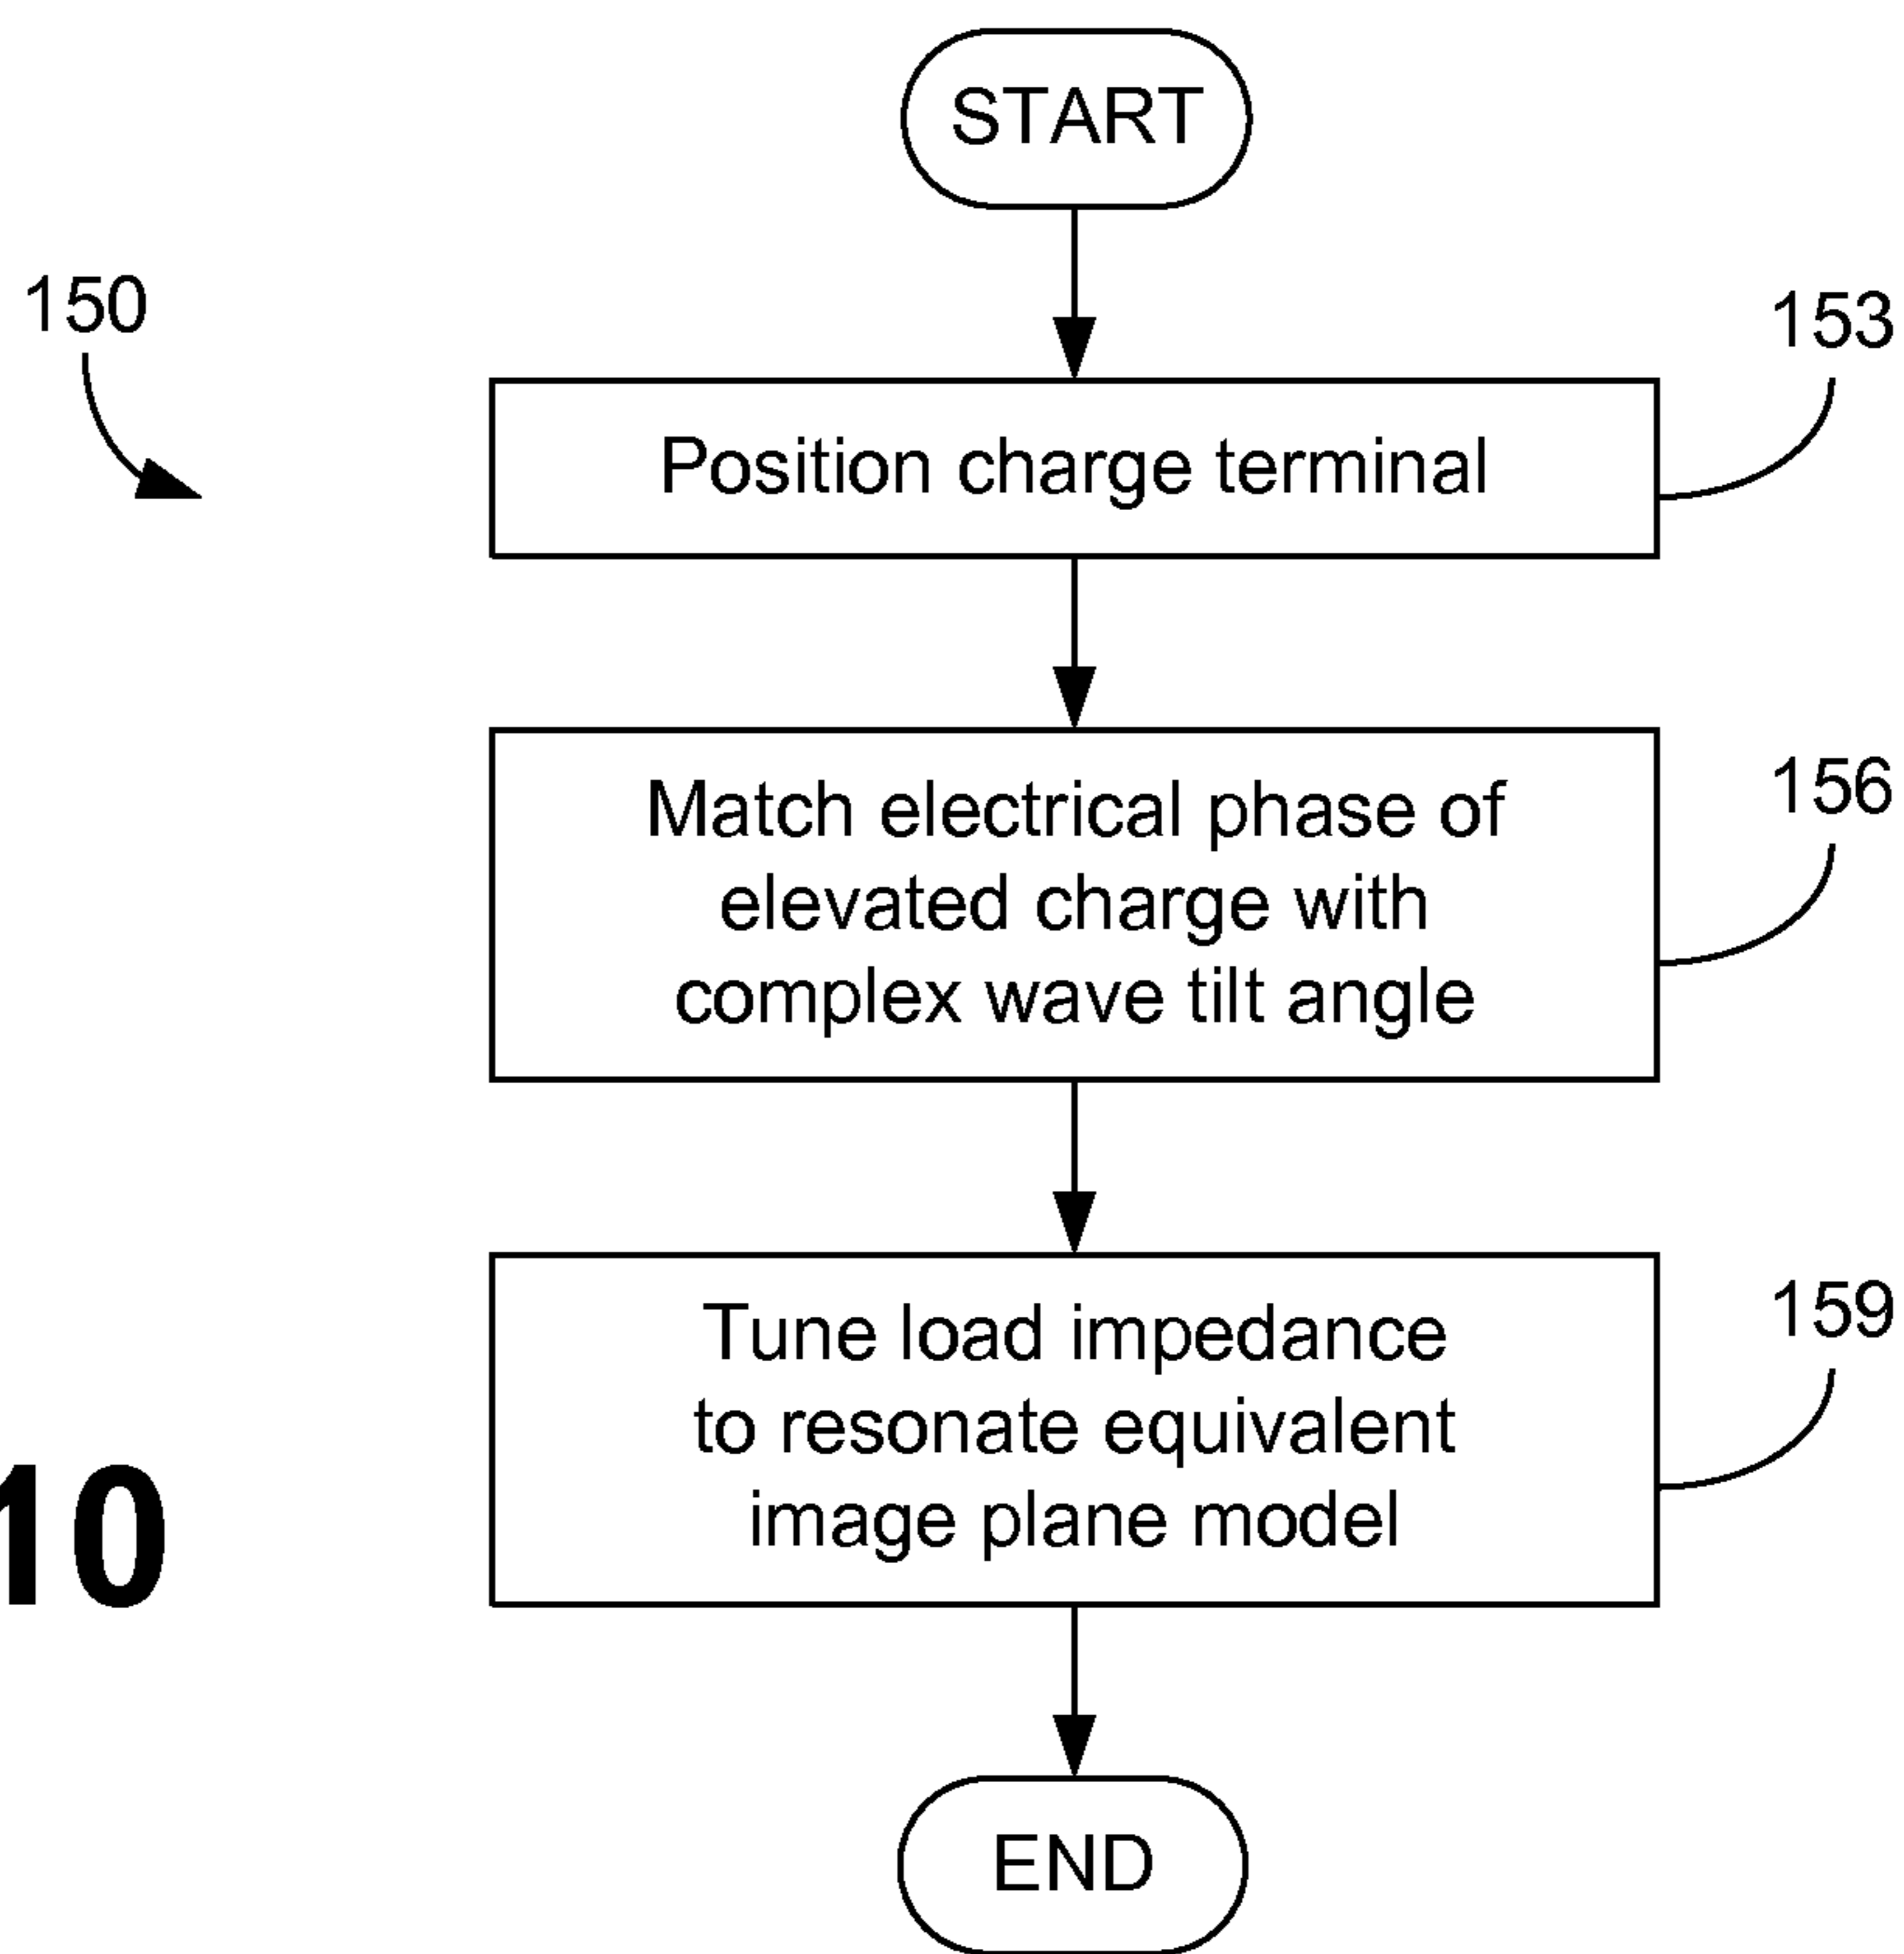 START
150
153
Position charge terminal
156
Match electrical phase of
elevated charge with
complex wave tilt angle
159
Tune load impedance
to resonate equivalent
image plane model
10
END